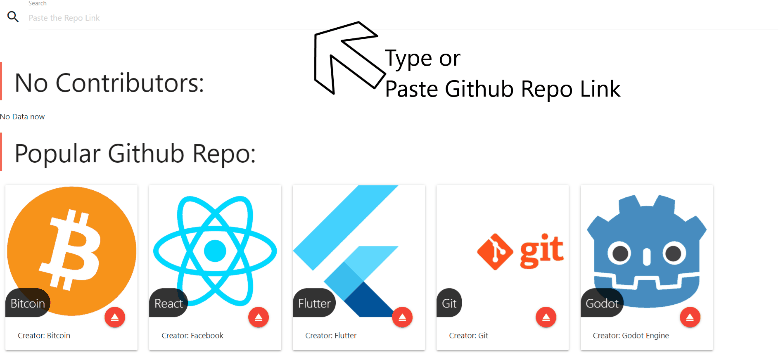 Search
Paste the Repo Link
Type or
Paste Github Repo Link
No Contributors:
No Data now
Popular Github Repo:
git
Bitcoin
React
Flutter
Git
Godot
Creator: Bitcoin
Creator: Facebook
Creator: Flutter
Creator: Git
Creator: Godot Engine